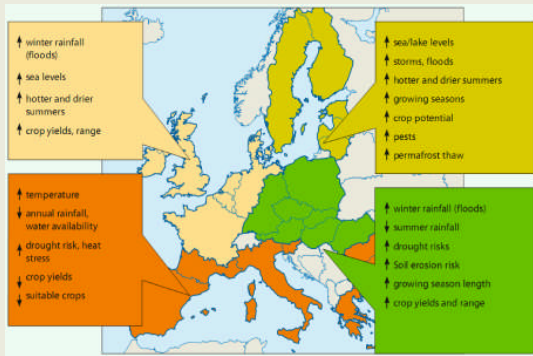 ↑ winter rainfall
(floods)
↑ sea levels
↑ hotter and drier
summers
↑ crop yields, range
↑ sea/lake levels
↑ storms, floods
↑ hotter and drier summers
↑ growing seasons
↑ crop potential
↑ pests
↑ permafrost thaw
↑ temperature
↓ annual rainfall,
water availability
↑ drought risk, heat
stress
↓ crop yields
↓ suitable crops
↑ winter rainfall (floods)
↓ summer rainfall
↑ drought risks
↑ Soil erosion risk
↑ growing season length
↑ crop yields and range